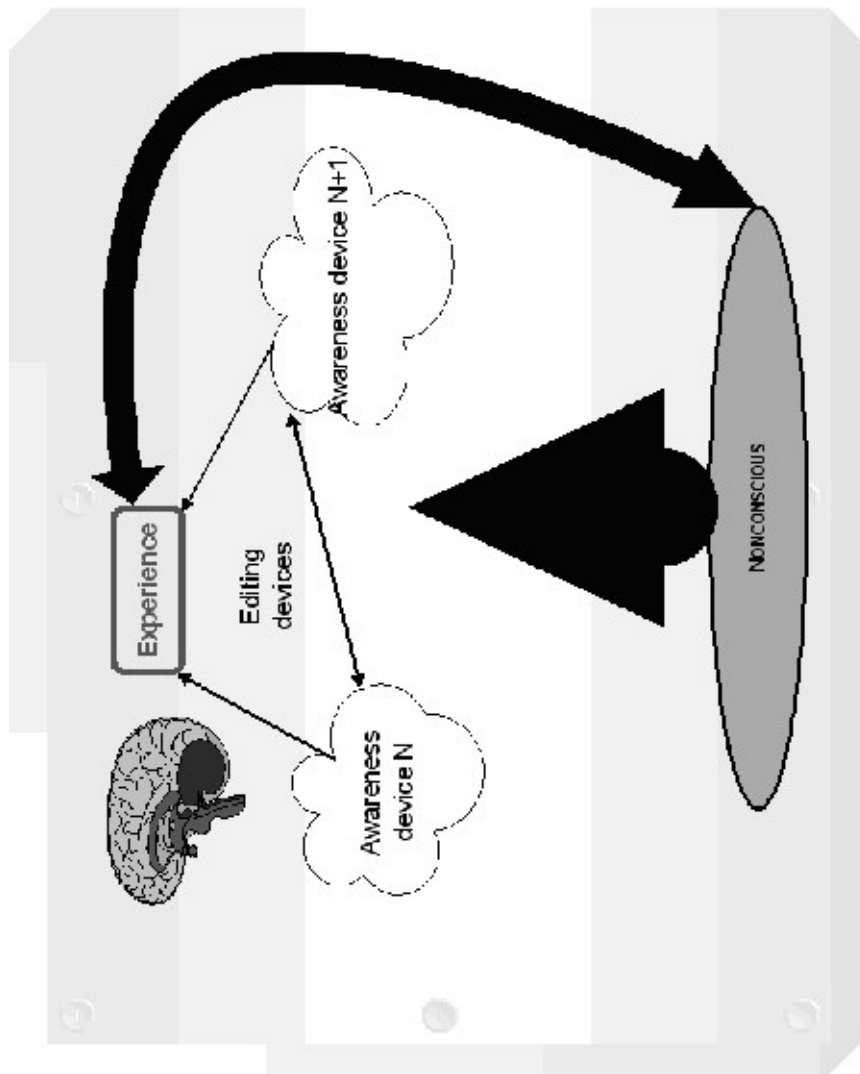 Experience
Editing
devices
Awareness device N+1
Awareness
device N
NONCONSCIOUS